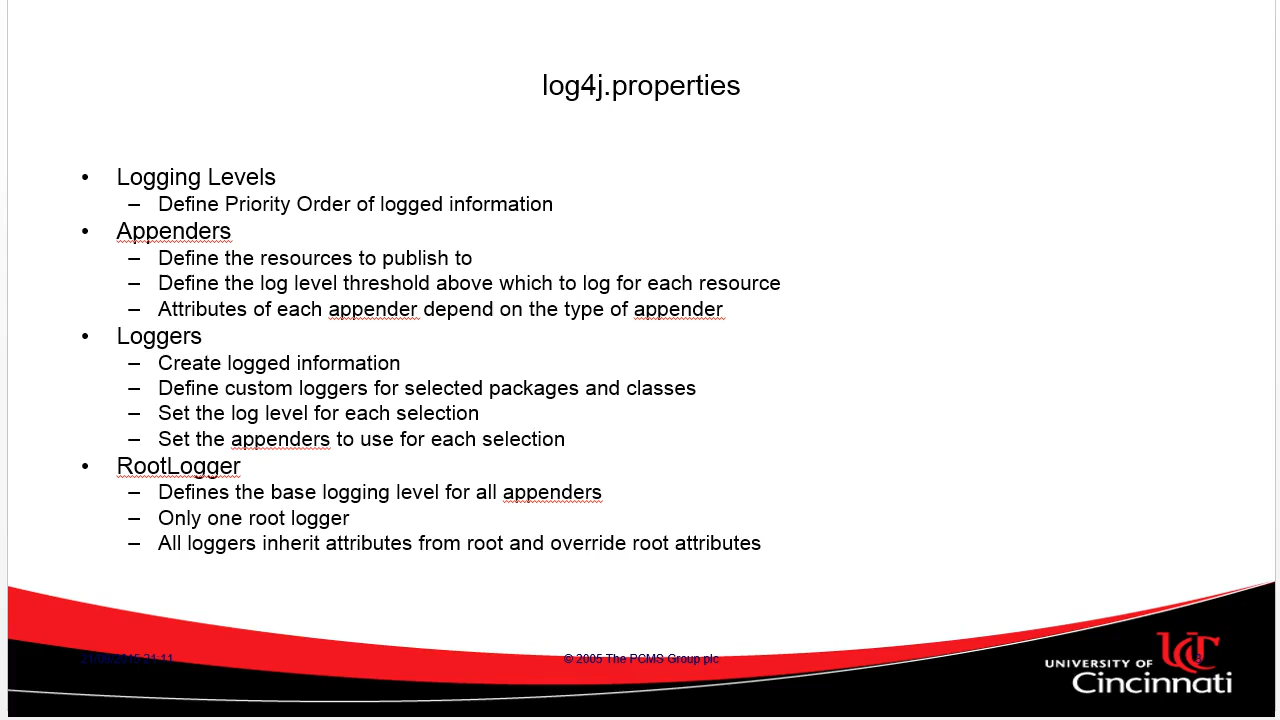 log4j.properties
• Logging Levels
– Define Priority Order of logged information
• Appenders
– Define the resources to publish to
– Define the log level threshold above which to log for each resource
– Attributes of each appender depend on the type of appender
• Loggers
– Create logged information
– Define custom loggers for selected packages and classes
– Set the log level for each selection
– Set the appenders to use for each selection
• RootLogger
– Defines the base logging level for all appenders
– Only one root logger
– All loggers inherit attributes from root and override root attributes
© 2005 The PCMS Group plc
UNIVERSITY OF
Cincinnati